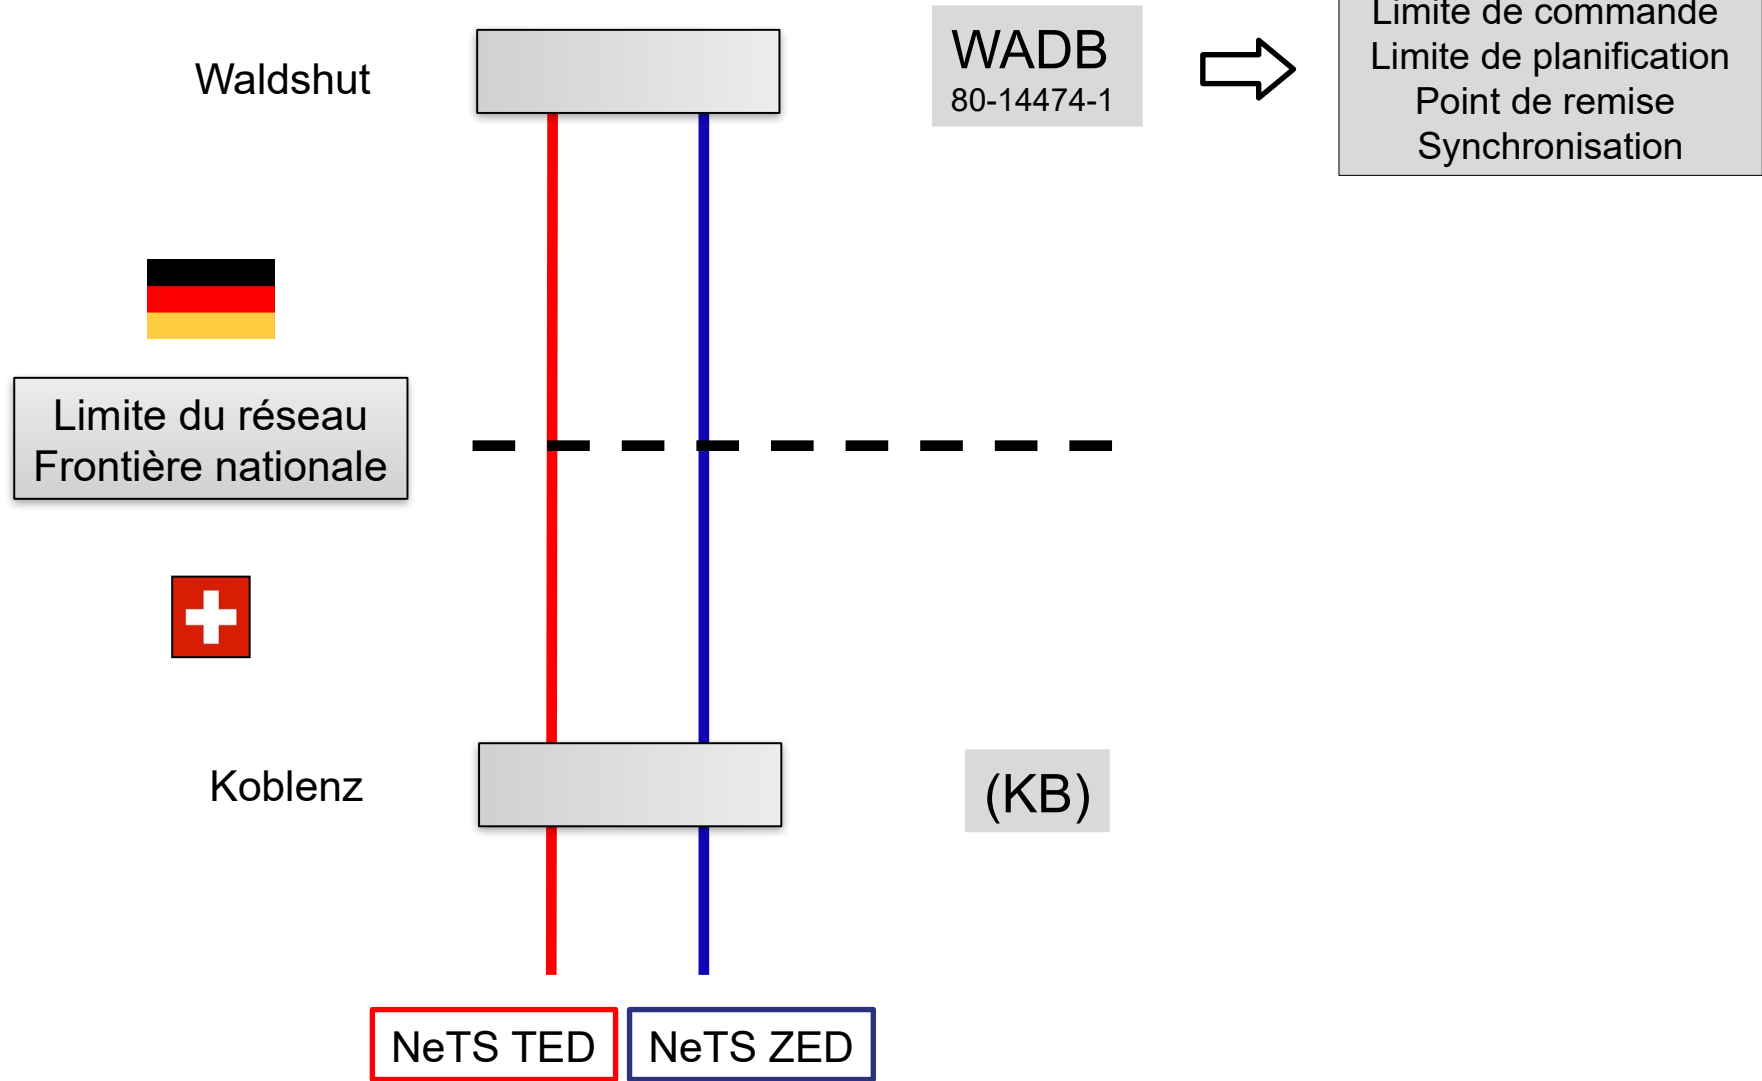 Limite de commande
Limite de planification
Point de remise
Synchronisation
Waldshut
WADB
80-14474-1
Limite du réseau
Frontière nationale
Koblenz
(KB)
NeTS TED
NeTS ZED